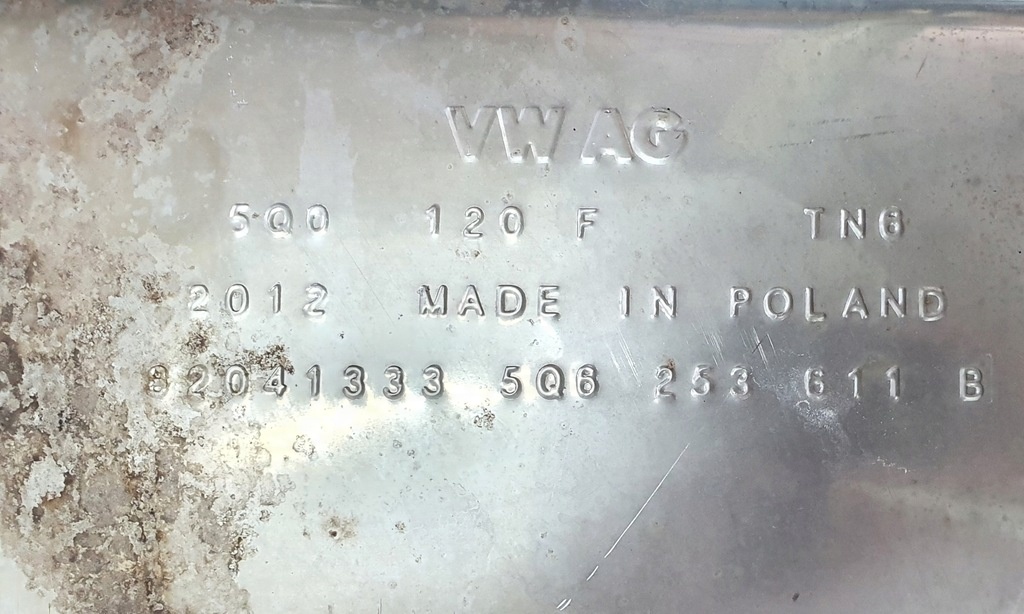 VW AG
5Q0 120 F TN6
2012 MADE IN POLAND
82041333 5Q6 253 611 B